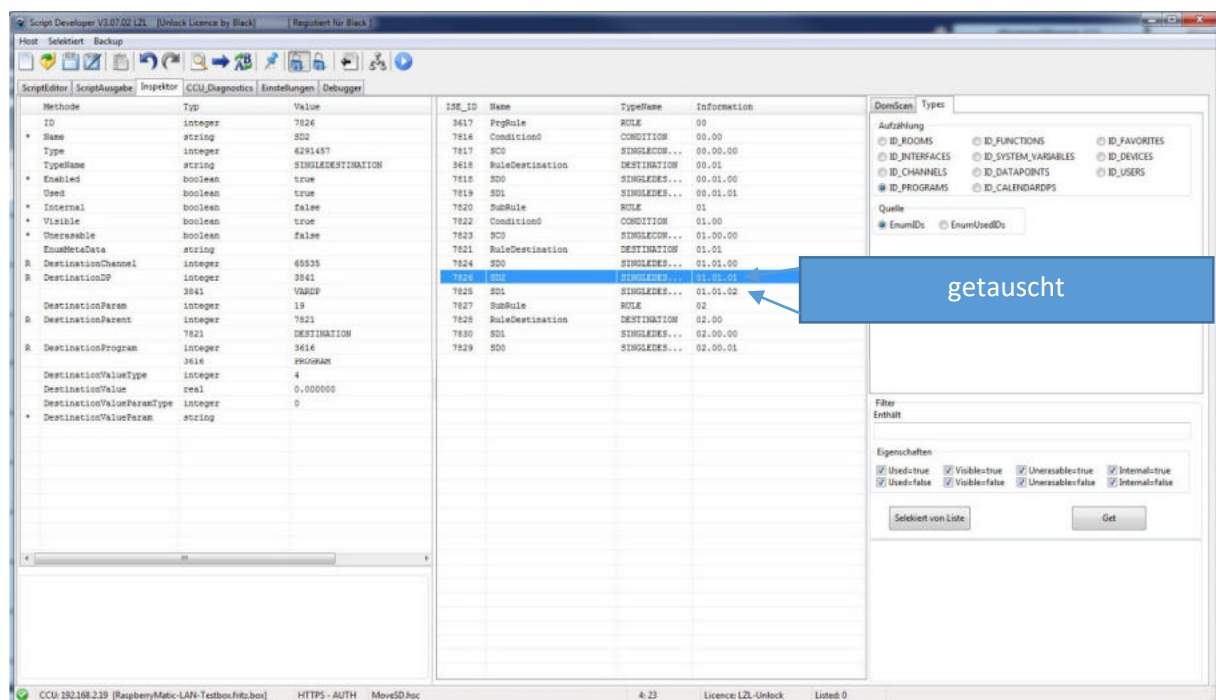 Script Developer V3.07.02 LZL [Unlock Licence by Black] [ Registiert für Black ]
Host Selektiert Backup
ScriptEditor ScriptAusgabe Inspektor CCU_Diagnostics Einstellungen Debugger
Methode Typ Value
ID integer 7826
* Name string SD2
Type integer 6291457
TypeName string SINGLEDESTINATION
* Enabled boolean true
Used boolean true
* Internal boolean false
* Visible boolean true
* Unerasable boolean false
EnumMetaData string
R DestinationChannel integer 65535
R DestinationDP integer 3841
3841 VARDP
DestinationParam integer 19
R DestinationParent integer 7821
7821 DESTINATION
R DestinationProgram integer 3616
3616 PROGRAM
DestinationValueType integer 4
DestinationValue real 0.000000
DestinationValueParamType integer 0
* DestinationValueParam string
ISE_ID Name TypeName Information
3617 PrgRule RULE 00
7816 Condition0 CONDITION 00.00
7817 SC0 SINGLECON... 00.00.00
3618 RuleDestination DESTINATION 00.01
7818 SD0 SINGLEDES... 00.01.00
7819 SD1 SINGLEDES... 00.01.01
7820 SubRule RULE 01
7822 Condition0 CONDITION 01.00
7823 SC0 SINGLECON... 01.00.00
7821 RuleDestination DESTINATION 01.01
7824 SD0 SINGLEDES... 01.01.00
7826 SD2 SINGLEDES... 01.01.01
7825 SD1 SINGLEDES... 01.01.02
7827 SubRule RULE 02
7828 RuleDestination DESTINATION 02.00
7830 SD1 SINGLEDES... 02.00.00
7829 SD0 SINGLEDES... 02.00.01
getauscht
DomScan Types
Aufzählung
ID_ROOMS ID_FUNCTIONS ID_FAVORITES
ID_INTERFACES ID_SYSTEM_VARIABLES ID_DEVICES
ID_CHANNELS ID_DATAPOINTS ID_USERS
ID_PROGRAMS ID_CALENDARDPS
Quelle
EnumIDs EnumUsedIDs
Filter
Enthält
Eigenschaften
Used=true Visible=true Unerasable=true Internal=true
Used=false Visible=false Unerasable=false Internal=false
Selekiert von Liste Get
CCU: 192.168.2.19 [RaspberryMatic-LAN-Testbox.fritz.box] HTTPS - AUTH MoveSD.hsc 4: 23 Licence: LZL-Unlock Listed: 0